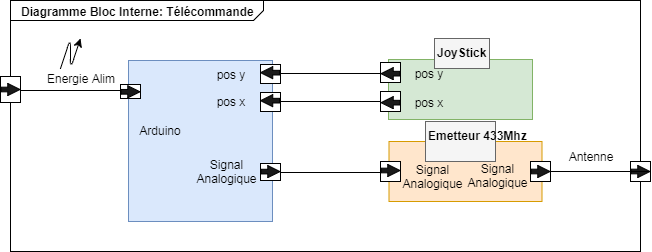 Diagramme Bloc Interne: Télécommande
JoyStick
Energie Alim
pos y
pos y
pos x
pos x
Arduino
Emetteur 433Mhz
Signal
Analogique
Signal
Analogique
Signal
Analogique
Antenne